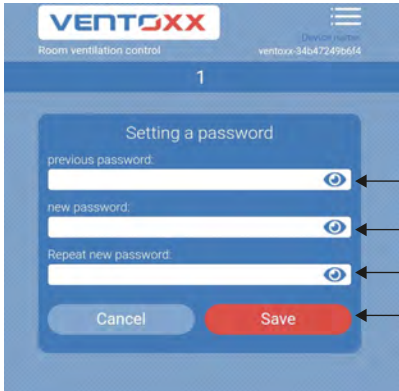 VENTOXX
Device name:
Room ventilation control ventoxx-34b47249b6f4
1
Setting a password
previous password:
new password:
Repeat new password:
Cancel Save